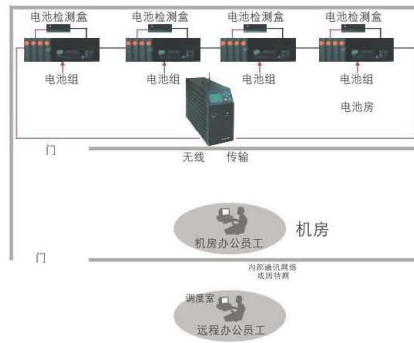 电池检测盒 电池检测盒 电池检测盒 电池检测盒
电池组 电池组 电池组 电池组
电池房
门
无线 传输
机房
机房办公员工
门
内部通讯网络
或因特网
调度室
远程办公员工